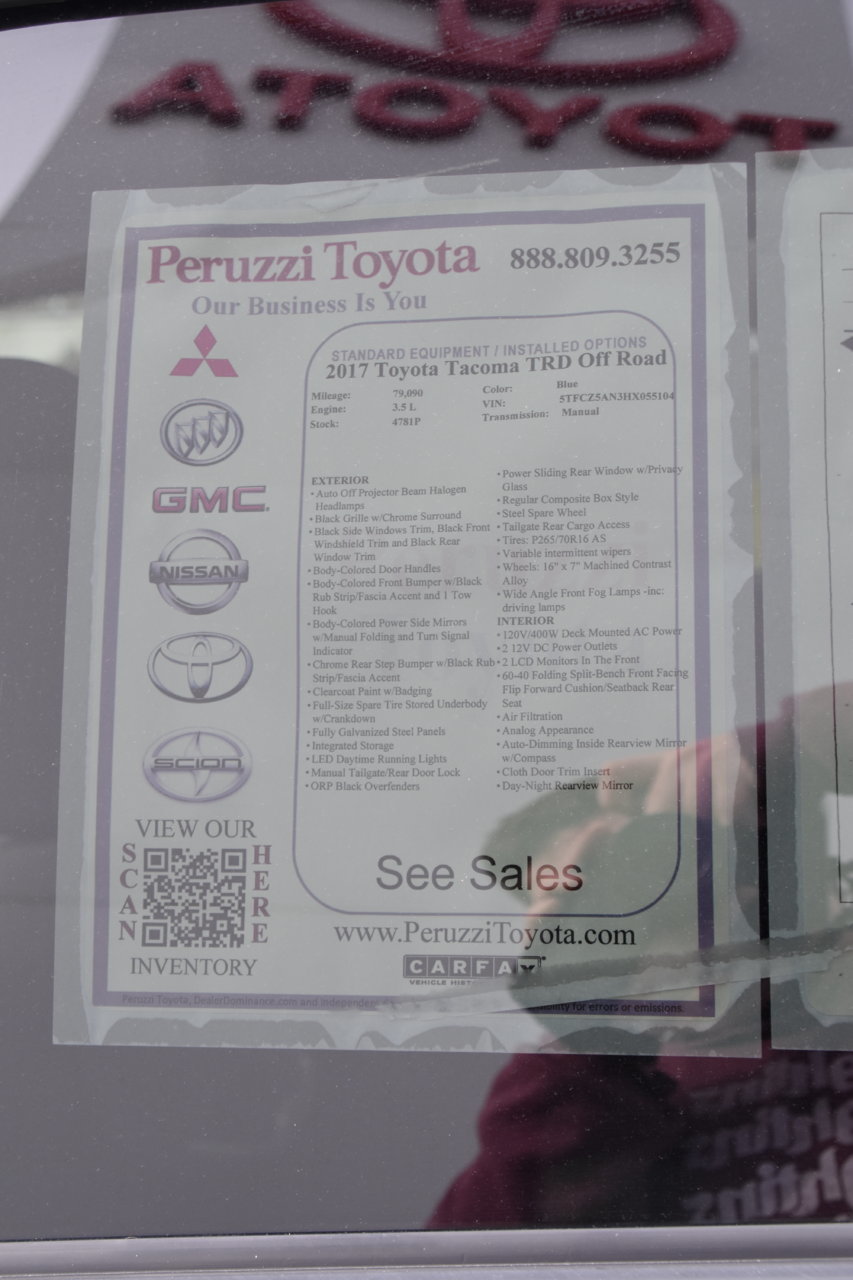 ATOYOT
Peruzzi Toyota
888.809.3255
Our Business Is You
STANDARD EQUIPMENT / INSTALLED OPTIONS
2017 Toyota Tacoma TRD Off Road
Mileage: 79,090
Engine: 3.5 L
Stock: 4781P
Color: Blue
VIN: 5TFCZ5AN3HX055104
Transmission: Manual
GMC
NISSAN
SCION
EXTERIOR
• Auto Off Projector Beam Halogen
Headlamps
• Black Grille w/Chrome Surround
• Black Side Windows Trim, Black Front
Windshield Trim and Black Rear
Window Trim
• Body-Colored Door Handles
• Body-Colored Front Bumper w/Black
Rub Strip/Fascia Accent and 1 Tow
Hook
• Body-Colored Power Side Mirrors
w/Manual Folding and Turn Signal
Indicator
• Chrome Rear Step Bumper w/Black Rub
Strip/Fascia Accent
• Clearcoat Paint w/Badging
• Full-Size Spare Tire Stored Underbody
w/Crankdown
• Fully Galvanized Steel Panels
• Integrated Storage
• LED Daytime Running Lights
• Manual Tailgate/Rear Door Lock
• ORP Black Overfenders
• Power Sliding Rear Window w/Privacy
Glass
• Regular Composite Box Style
• Steel Spare Wheel
• Tailgate Rear Cargo Access
• Tires: P265/70R16 AS
• Variable intermittent wipers
• Wheels: 16" x 7" Machined Contrast
Alloy
• Wide Angle Front Fog Lamps -inc:
driving lamps
INTERIOR
• 120V/400W Deck Mounted AC Power
• 2 12V DC Power Outlets
• 2 LCD Monitors In The Front
• 60-40 Folding Split-Bench Front Facing
Flip Forward Cushion/Seatback Rear
Seat
• Air Filtration
• Analog Appearance
• Auto-Dimming Inside Rearview Mirror
w/Compass
• Cloth Door Trim Insert
• Day-Night Rearview Mirror
VIEW OUR
SCAN
HERE
INVENTORY
See Sales
www.PeruzziToyota.com
CARFAX
VEHICLE
Peruzzi Toyota, DealerDominance.com and independent
for errors or emissions.